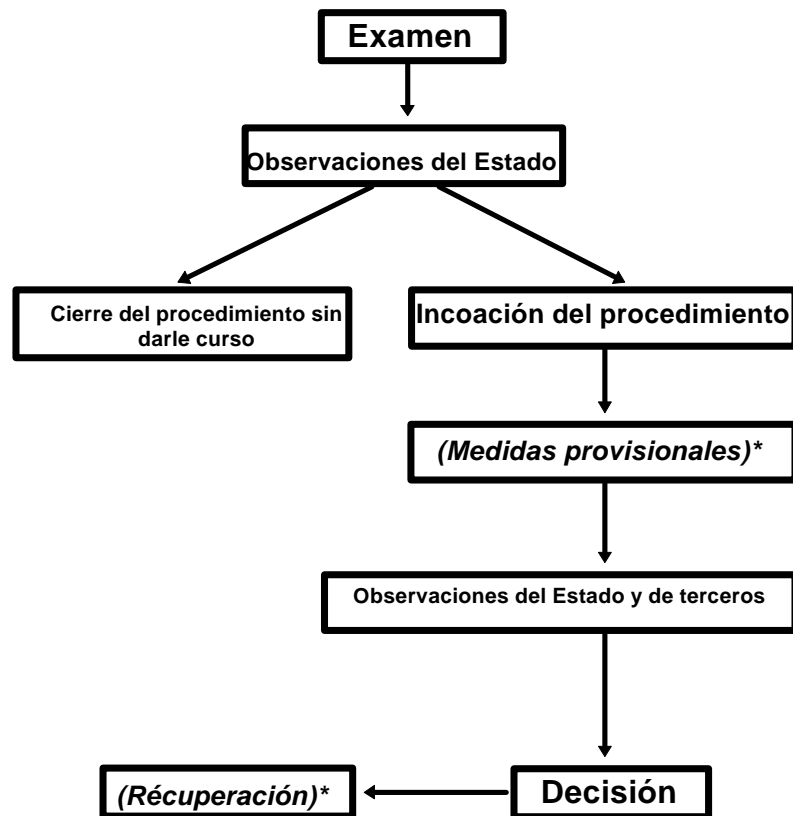 Examen
Observaciones del Estado
Cierre del procedimiento sin
darle curso
Incoación del procedimiento
(Medidas provisionales)*
Observaciones del Estado y de terceros
(Récuperación)*
Decisión